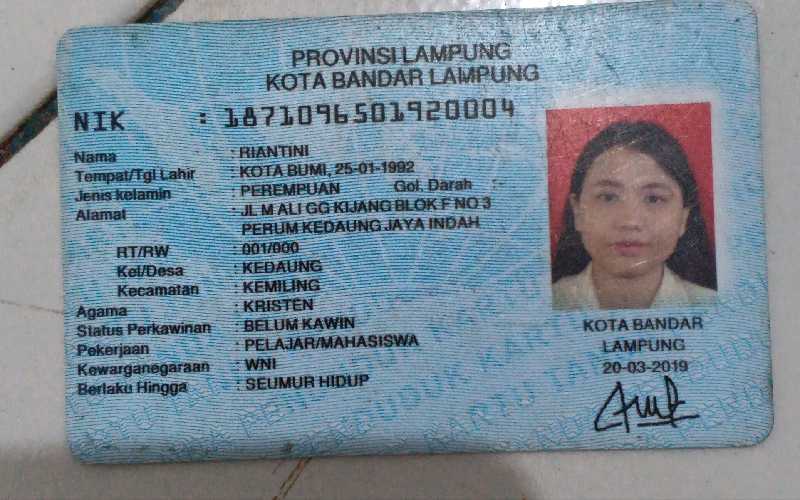 PROVINSI LAMPUNG
KOTA BANDAR LAMPUNG
NIK : 1871096501920004
Nama : RIANTINI
Tempat/Tgl Lahir : KOTA BUMI, 25-01-1992
Jenis kelamin : PEREMPUAN Gol. Darah :-
Alamat : JL M ALI GG KIJANG BLOK F NO 3
PERUM KEDAUNG JAYA INDAH
RT/RW : 001/000
Kel/Desa : KEDAUNG
Kecamatan : KEMILING
Agama : KRISTEN
Status Perkawinan : BELUM KAWIN
Pekerjaan : PELAJAR/MAHASISWA
Kewarganegaraan : WNI
Berlaku Hingga : SEUMUR HIDUP
KOTA BANDAR
LAMPUNG
20-03-2019